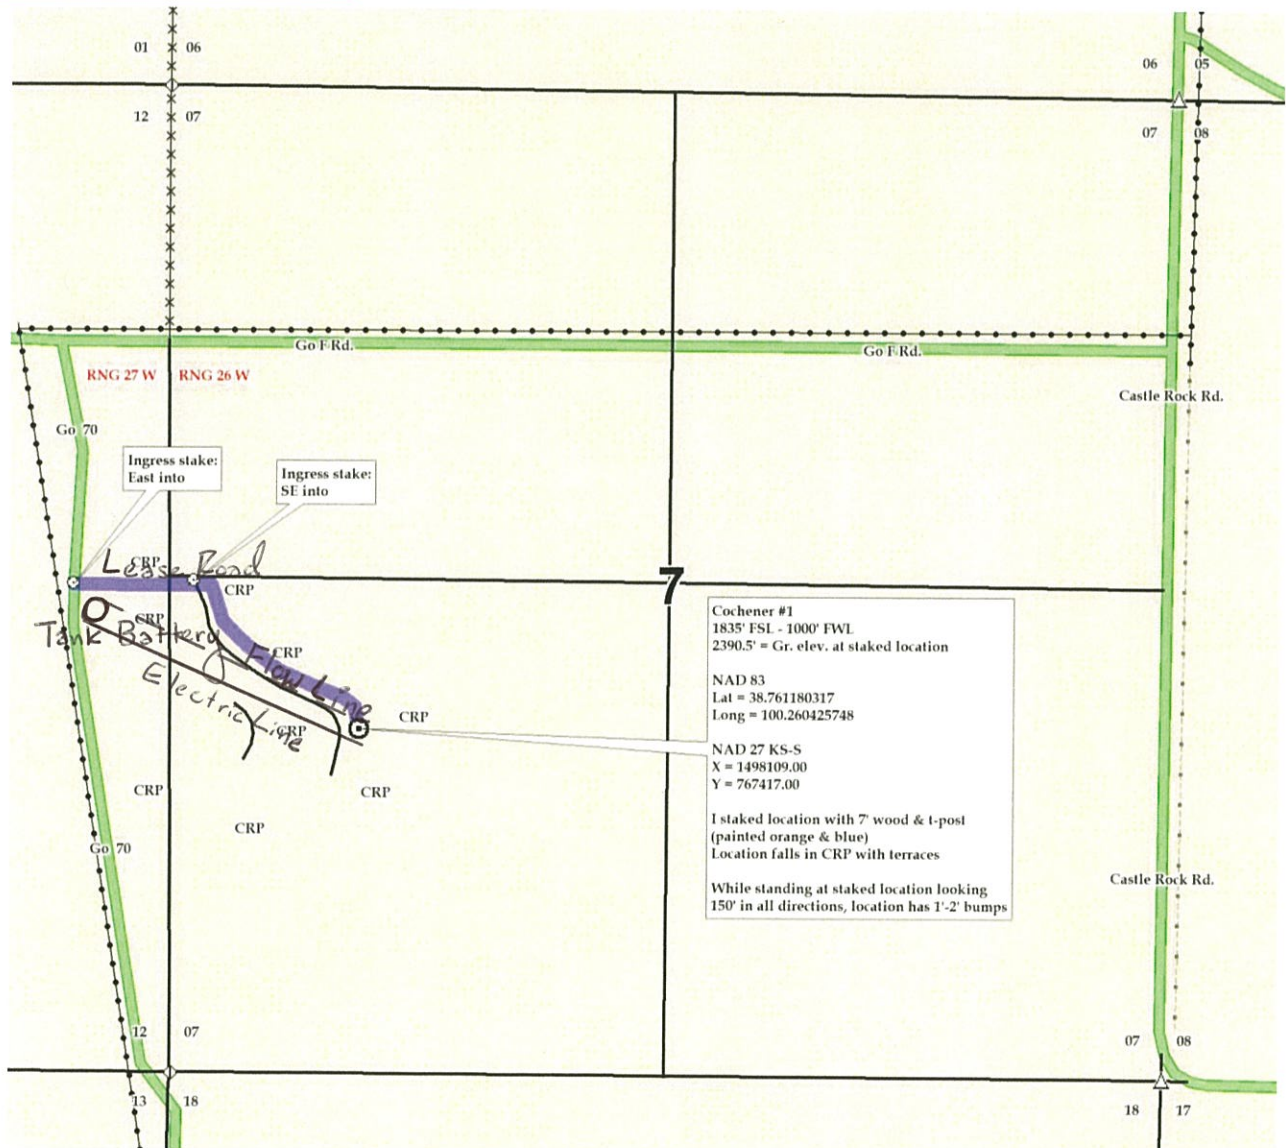 01 06
06 05
12 07
07 08
Go F Rd.
Go F Rd.
RNG 27 W
RNG 26 W
Castle Rock Rd.
Go 70
Ingress stake:
East into
Ingress stake:
SE into
Lease Road
CRP
CRP
7
Cochener #1
1835' FSL - 1000' FWL
2390.5' = Gr. elev. at staked location
NAD 83
Lat = 38.761180317
Long = 100.260425748
NAD 27 KS-S
X = 1498109.00
Y = 767417.00
I staked location with 7' wood & t-post
(painted orange & blue)
Location falls in CRP with terraces
While standing at staked location looking
150' in all directions, location has 1'-2' bumps
CRP
Tank Battery
CRP
Flow Line
Electric Line
CRP
CRP
CRP
CRP
CRP
Go 70
Castle Rock Rd.
12 07
07 08
13 18
18 17